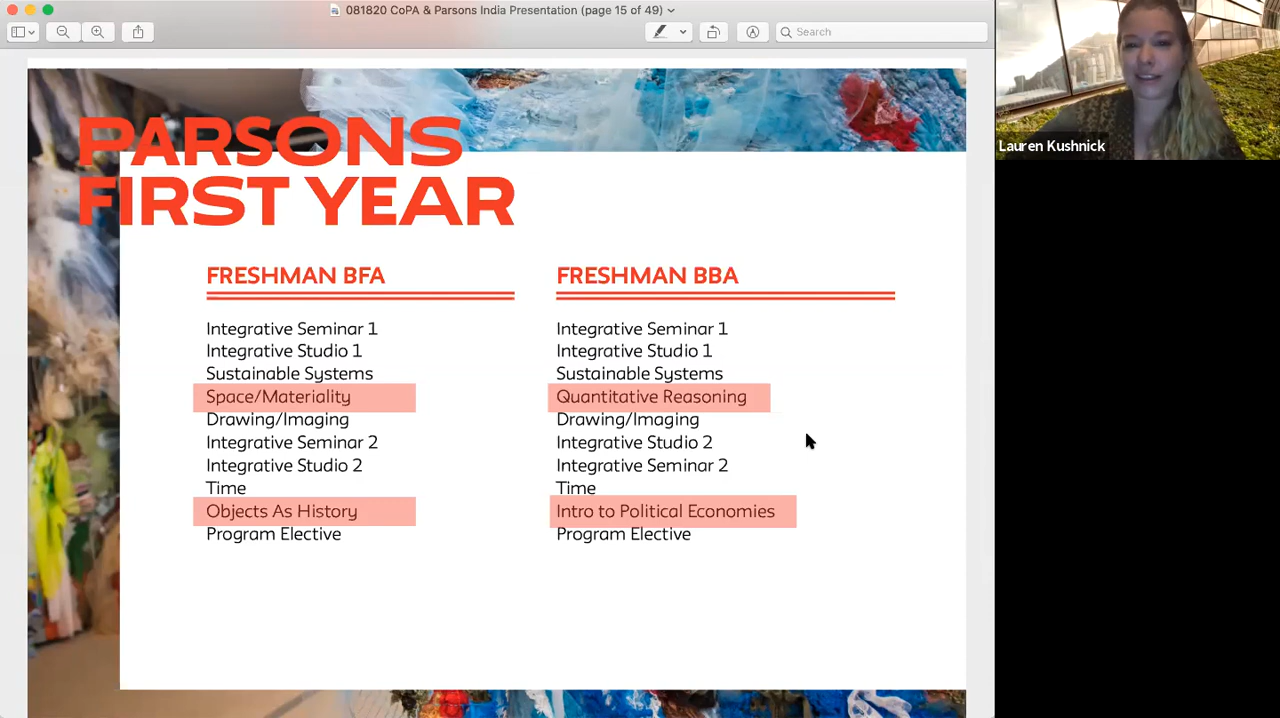 081820 CoPA & Parsons India Presentation (page 15 of 49)
Search
Lauren Kushnick
PARSONS
FIRST YEAR
FRESHMAN BFA
Integrative Seminar 1
Integrative Studio 1
Sustainable Systems
Space/Materiality
Drawing/Imaging
Integrative Seminar 2
Integrative Studio 2
Time
Objects As History
Program Elective
FRESHMAN BBA
Integrative Seminar 1
Integrative Studio 1
Sustainable Systems
Quantitative Reasoning
Drawing/Imaging
Integrative Studio 2
Integrative Seminar 2
Time
Intro to Political Economies
Program Elective